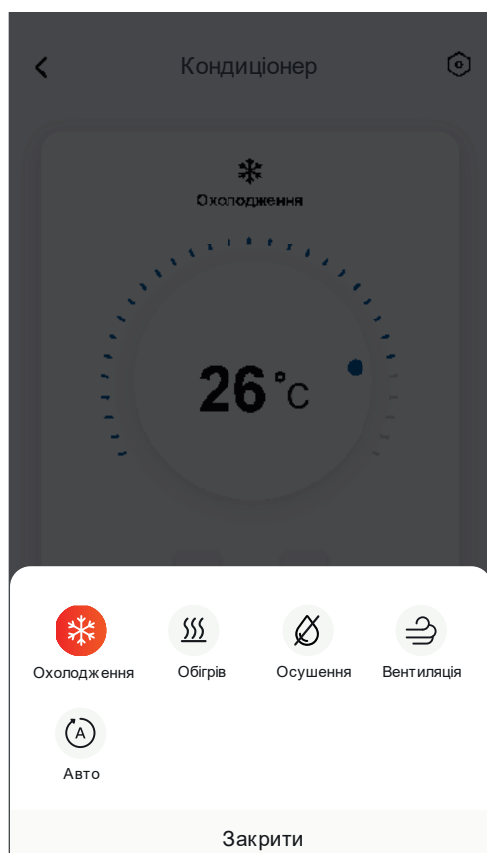 Кондиціонер
Охолодження
26°C
Охолодження Обігрів Осушення Вентиляція
A
Авто
Закрити